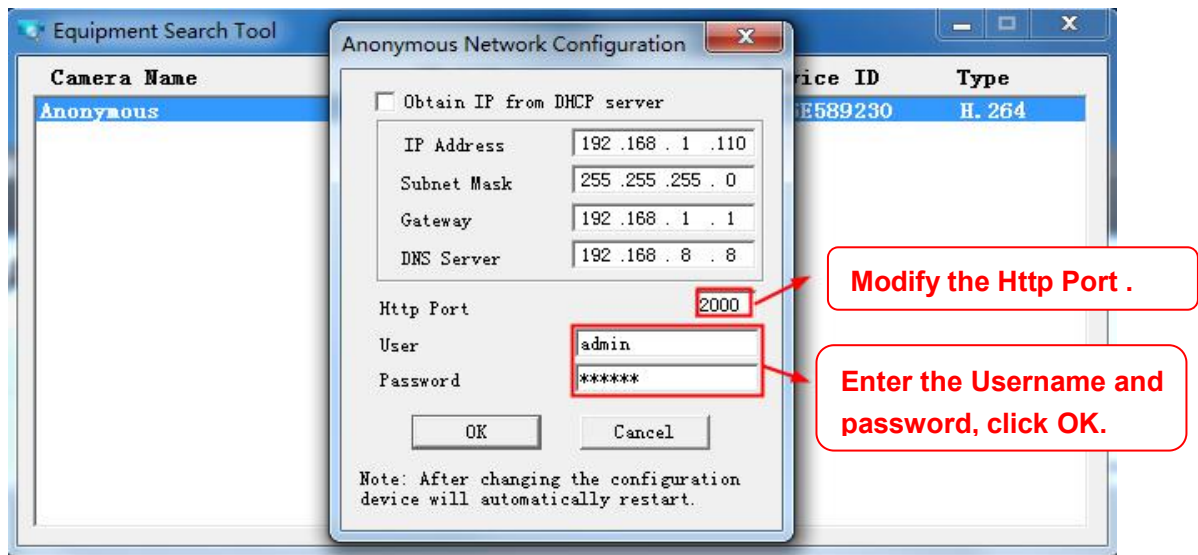 Equipment Search Tool
Camera Name
ice ID
Type
Anonymous
E589230
H.264
Anonymous Network Configuration
Obtain IP from DHCP server
IP Address
192 .168 . 1 .110
Subnet Mask
255 .255 .255 . 0
Gateway
192 .168 . 1 . 1
DNS Server
192 .168 . 8 . 8
Http Port
2000
User
admin
Password
******
OK
Cancel
Note: After changing the configuration
device will automatically restart.
Modify the Http Port .
Enter the Username and
password, click OK.